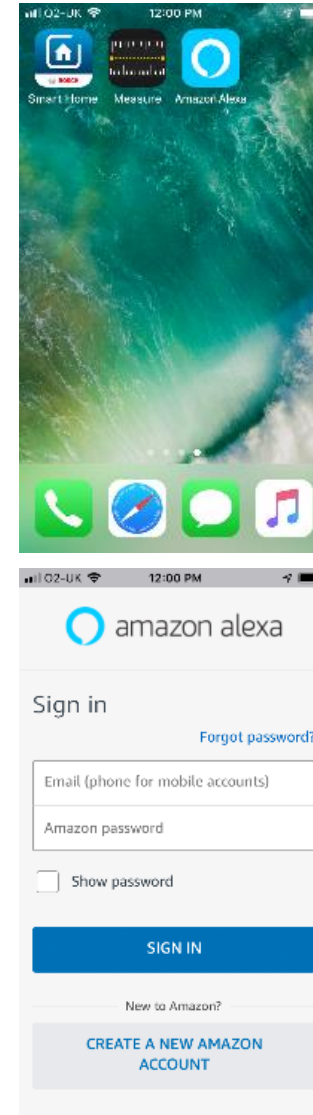 O2-UK 12:00 PM
BOSCH
Smart Home Measure Amazon Alexa
O2-UK 12:00 PM
amazon alexa
Sign in
Forgot password?
Email (phone for mobile accounts)
Amazon password
Show password
SIGN IN
New to Amazon?
CREATE A NEW AMAZON
ACCOUNT